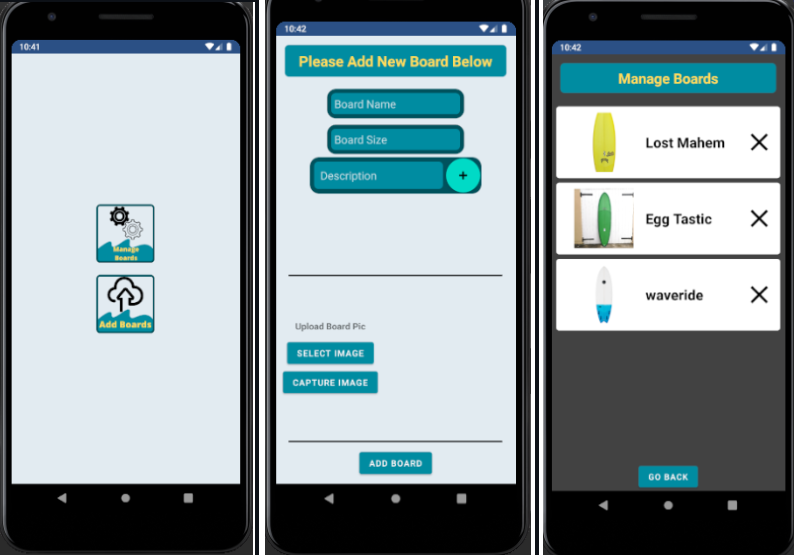 10:41
Manage
Boards
Add Boards
10:42
Please Add New Board Below
Board Name
Board Size
Description
+
Upload Board Pic
SELECT IMAGE
CAPTURE IMAGE
ADD BOARD
10:42
Manage Boards
Lost Mahem
Egg Tastic
waveride
GO BACK